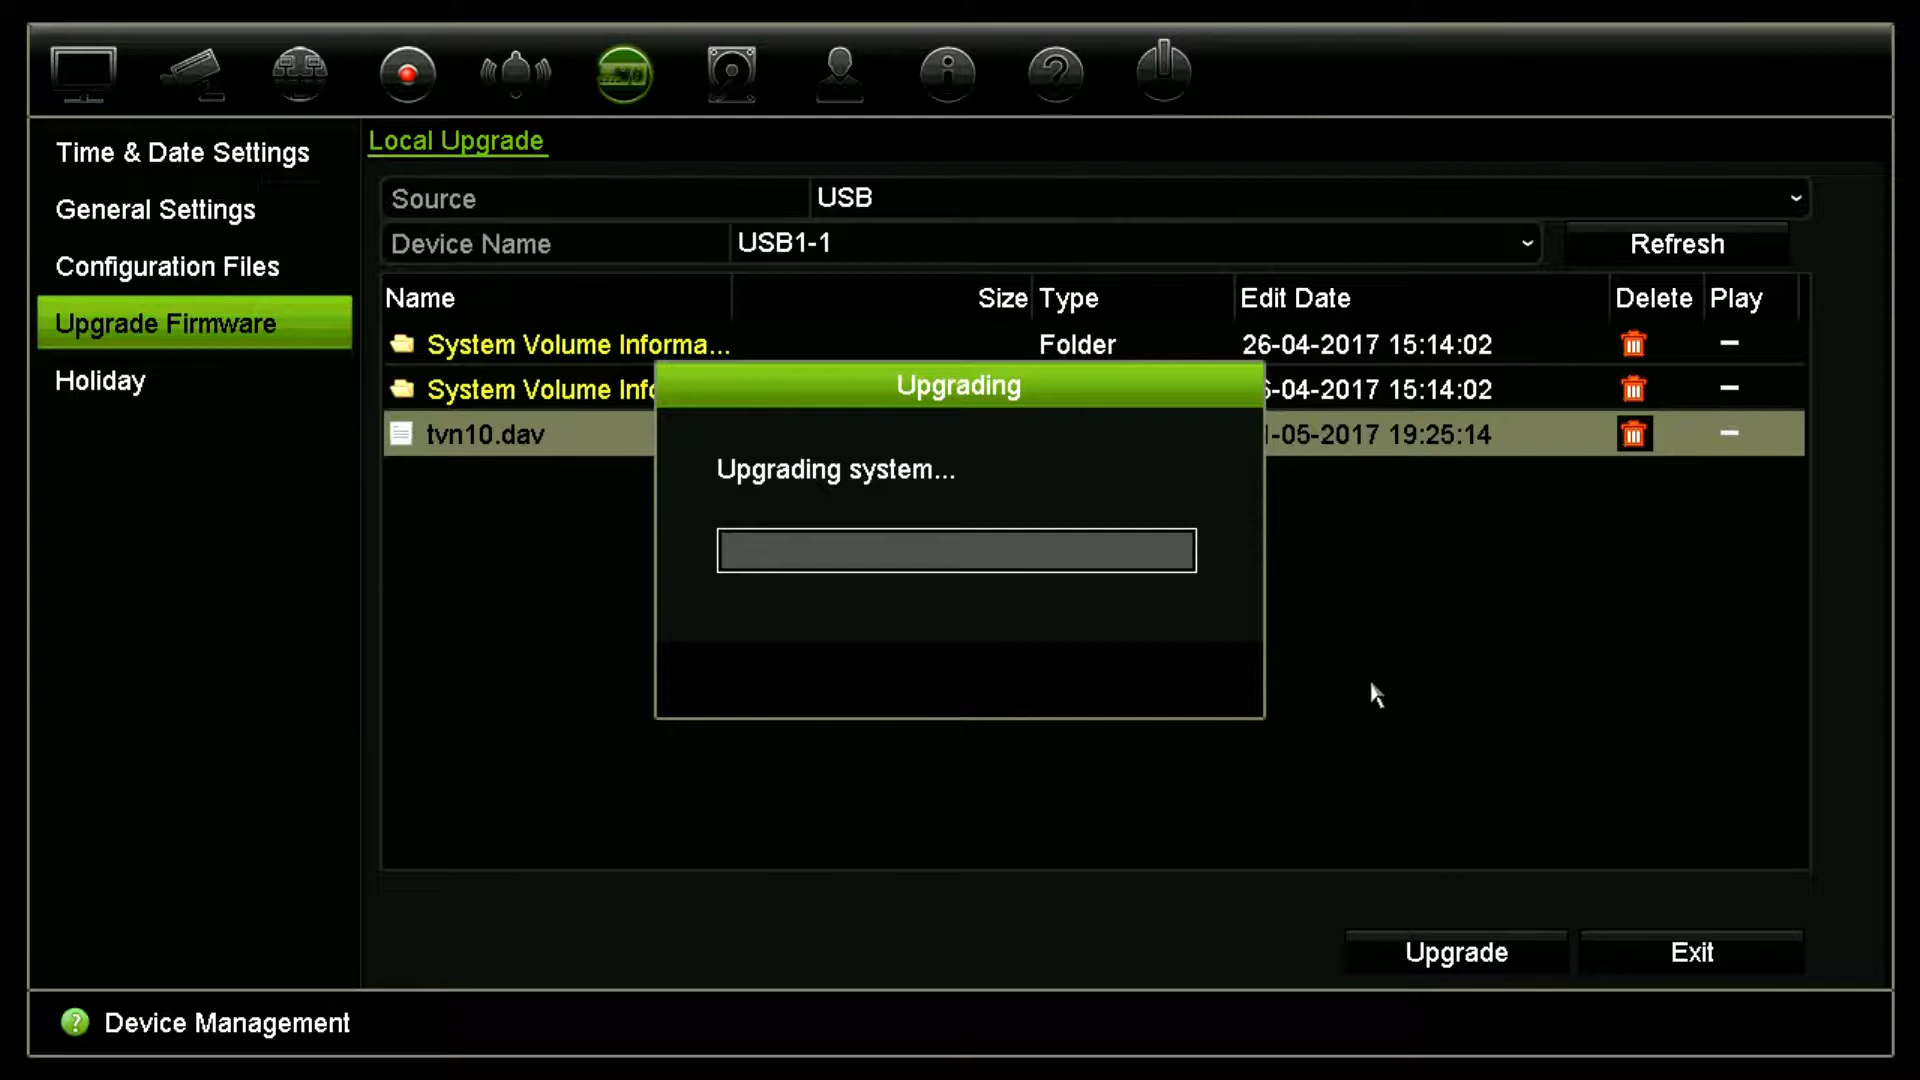 Time & Date Settings
General Settings
Configuration Files
Upgrade Firmware
Holiday
Local Upgrade
Source USB
Device Name USB1-1 Refresh
Name Size Type Edit Date Delete Play
System Volume Informa... Folder 26-04-2017 15:14:02
System Volume -04-2017 15:14:02
tvn10.dav -05-2017 19:25:14
Upgrading
Upgrading system...
Upgrade Exit
? Device Management